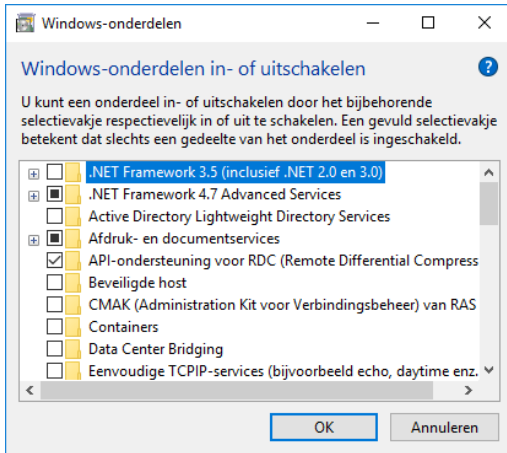 Windows-onderdelen
Windows-onderdelen in- of uitschakelen
U kunt een onderdeel in- of uitschakelen door het bijbehorende
selectievakje respectievelijk in of uit te schakelen. Een gevuld selectievakje
betekent dat slechts een gedeelte van het onderdeel is ingeschakeld.
.NET Framework 3.5 (inclusief .NET 2.0 en 3.0)
.NET Framework 4.7 Advanced Services
Active Directory Lightweight Directory Services
Afdruk- en documentservices
API-ondersteuning voor RDC (Remote Differential Compress
Beveiligde host
CMAK (Administration Kit voor Verbindingsbeheer) van RAS
Containers
Data Center Bridging
Eenvoudige TCPIP-services (bijvoorbeeld echo, daytime enz.
OK
Annuleren